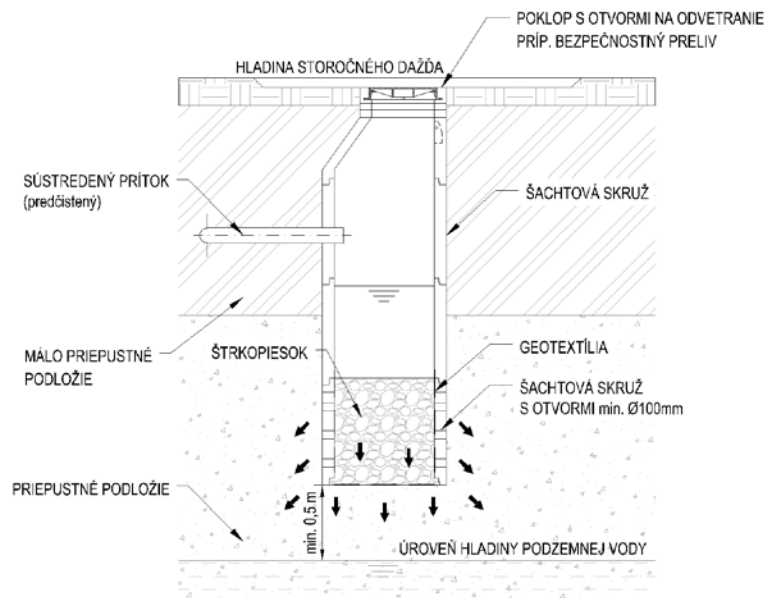 POKLOP S OTVORMI NA ODVETRANIE
PRÍP. BEZPEČNOSTNÝ PRELIV
HLADINA STOROČNÉHO DAŽĎA
SÚSTREDENÝ PRÍTOK
(predčistený)
ŠACHTOVÁ SKRUŽ
MÁLO PRIEPUSTNÉ
PODLOŽIE
ŠTRKOPIESOK
GEOTEXTÍLIA
ŠACHTOVÁ SKRUŽ
S OTVORMI min. Ø100mm
PRIEPUSTNÉ PODLOŽIE
min. 0,5 m
ÚROVEŇ HLADINY PODZEMNEJ VODY